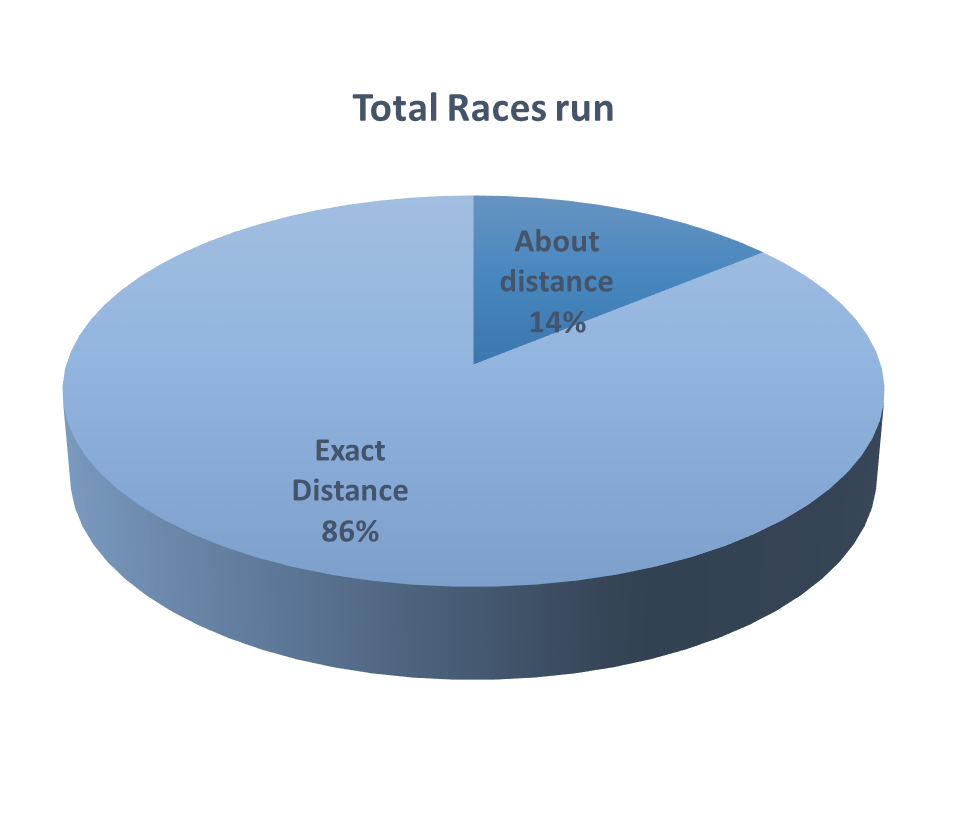 Total Races run
About
distance
14%
Exact
Distance
86%